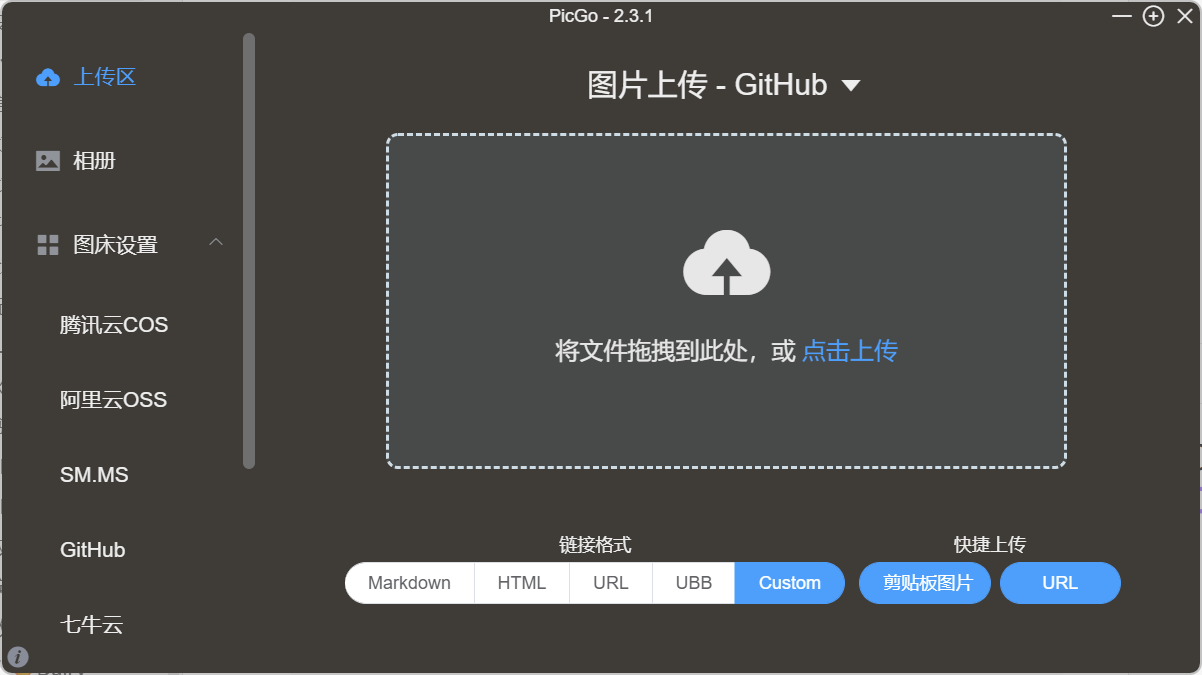 PicGo - 2.3.1
上传区
相册
图床设置
腾讯云COS
阿里云OSS
SM.MS
GitHub
七牛云
图片上传 - GitHub
将文件拖拽到此处，或 点击上传
链接格式
Markdown HTML URL UBB Custom
快捷上传
剪贴板图片 URL